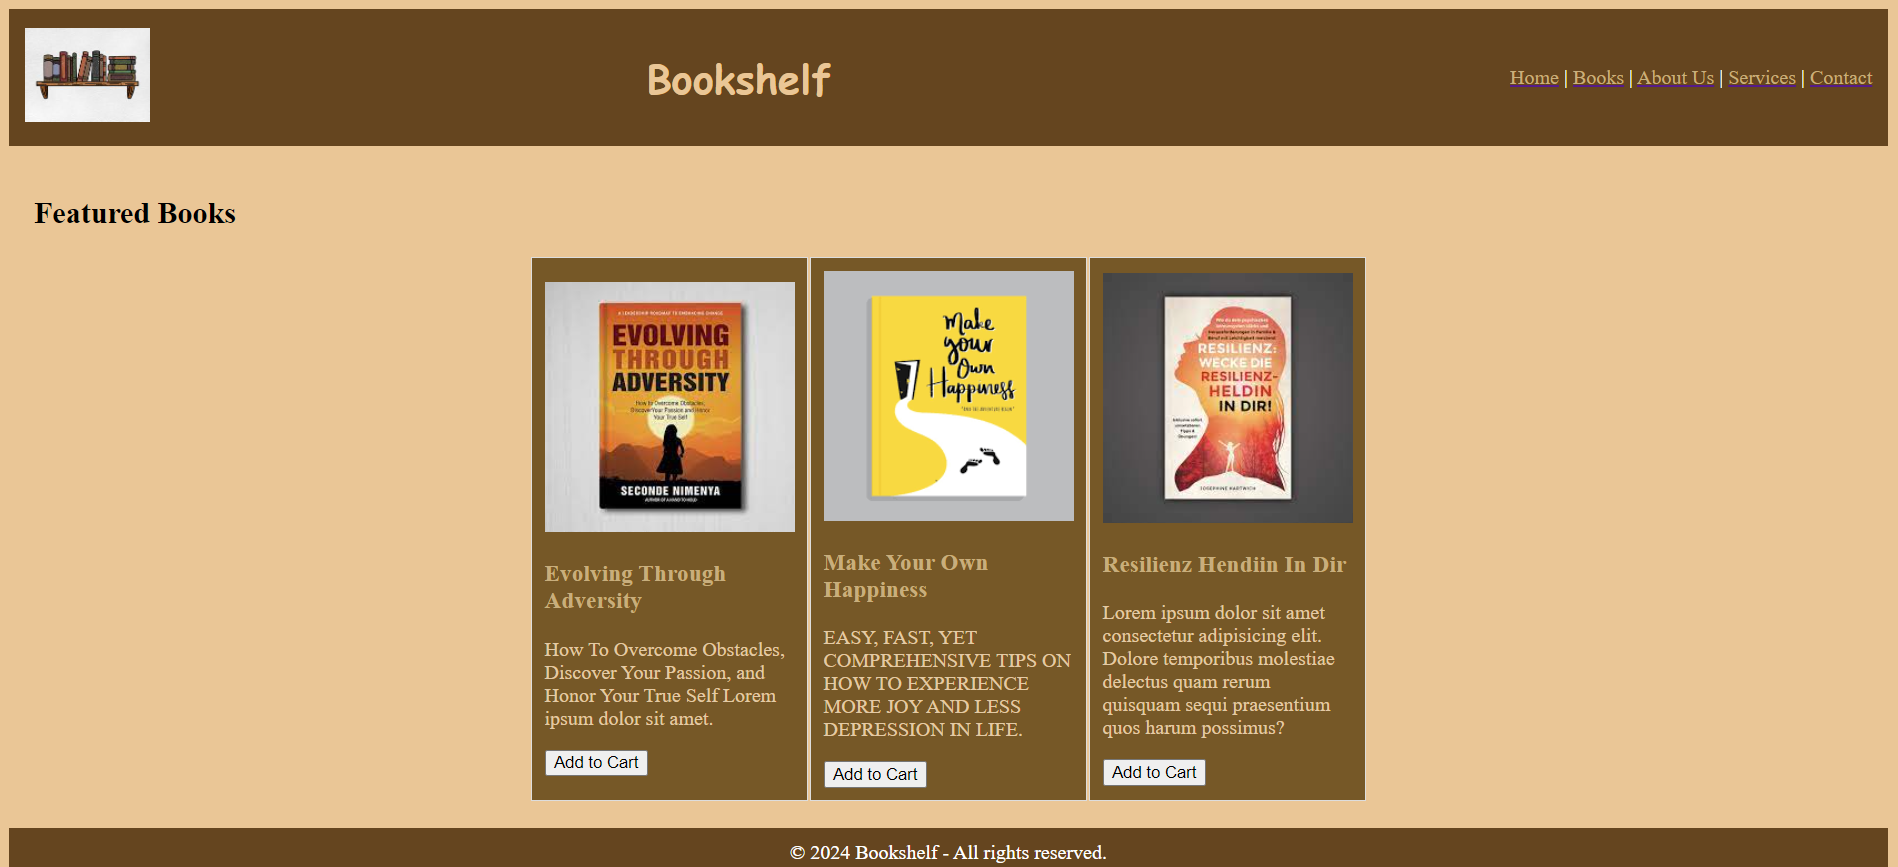 Bookshelf
Home | Books | About Us | Services | Contact
Featured Books
A LEADERSHIP ROADMAP TO EMBRACING CHANGE
EVOLVING
THROUGH
ADVERSITY
How to Overcome Obstacles,
Discover Your Passion and Honor
Your True Self
SECONDE NIMENYA
Evolving Through
Adversity
How To Overcome Obstacles,
Discover Your Passion, and
Honor Your True Self Lorem
ipsum dolor sit amet.
Add to Cart
Make
your
Own
Happiness
Make Your Own
Happiness
EASY, FAST, YET
COMPREHENSIVE TIPS ON
HOW TO EXPERIENCE
MORE JOY AND LESS
DEPRESSION IN LIFE.
Add to Cart
RESILIENZ:
WECKE DIE
RESILIENZ-
HELDIN
IN DIR!
JOSEPHINE HARTWICH
Resilienz Hendiin In Dir
Lorem ipsum dolor sit amet
consectetur adipisicing elit.
Dolore temporibus molestiae
delectus quam rerum
quisquam sequi praesentium
quos harum possimus?
Add to Cart
© 2024 Bookshelf - All rights reserved.